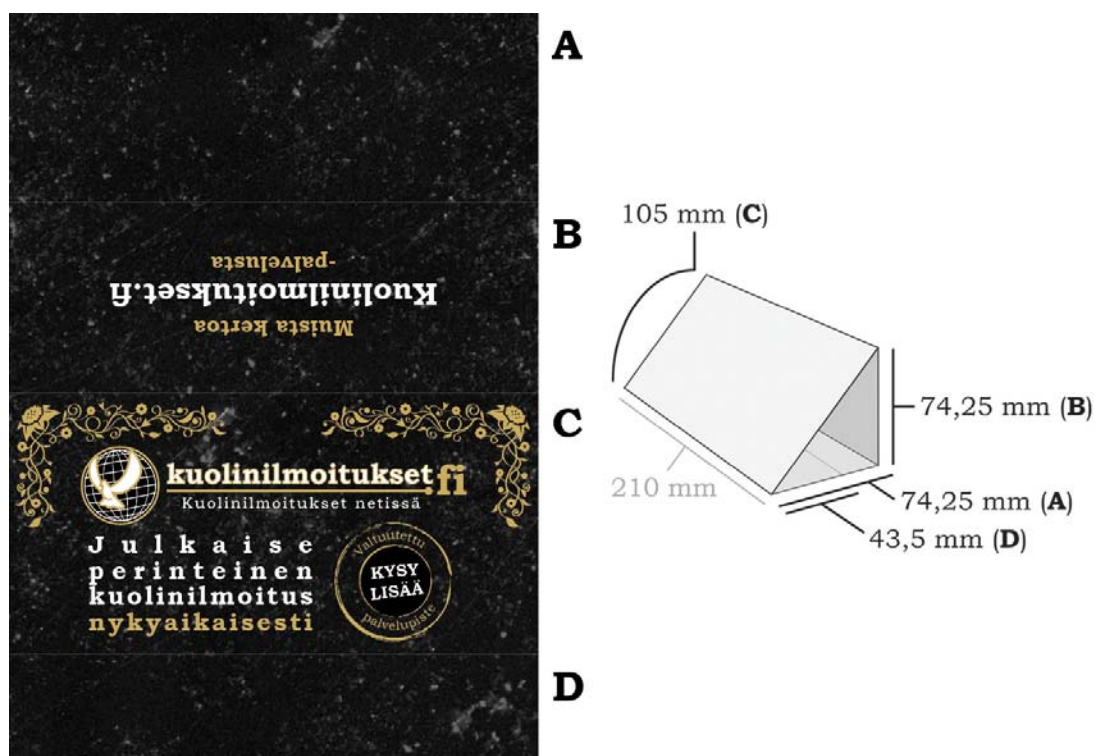 A
B
-palvelusta
Kuolinilmoitukset.fi
Muista kertoa
C
kuolinilmoitukset.fi
Kuolinilmoitukset netissä
Julkaise
perinteinen
kuolinilmoitus
nykyaikaisesti
Valtuutettu
KYSY
LISÄÄ
palvelupiste
D
105 mm (C)
74,25 mm (B)
210 mm
74,25 mm (A)
43,5 mm (D)